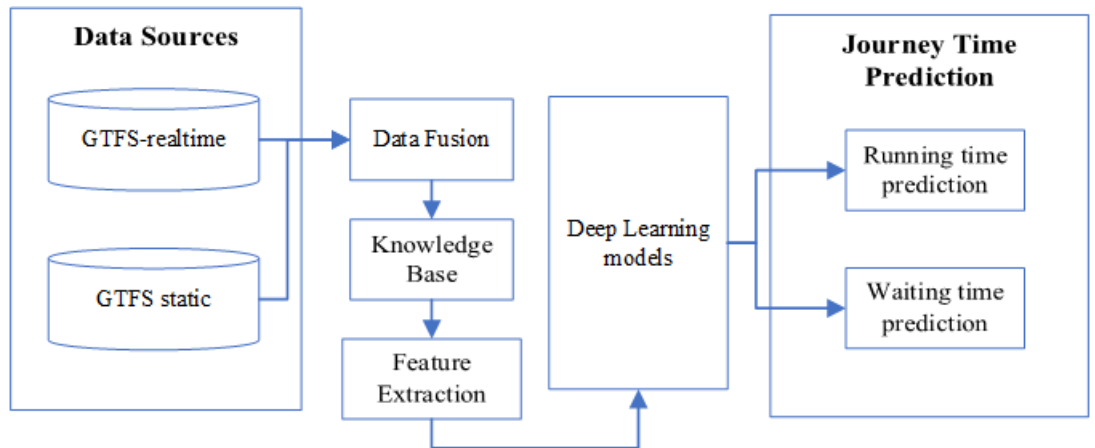 Data Sources
GTFS-realtime
GTFS static
Data Fusion
Knowledge
Base
Feature
Extraction
Deep Learning
models
Journey Time
Prediction
Running time
prediction
Waiting time
prediction